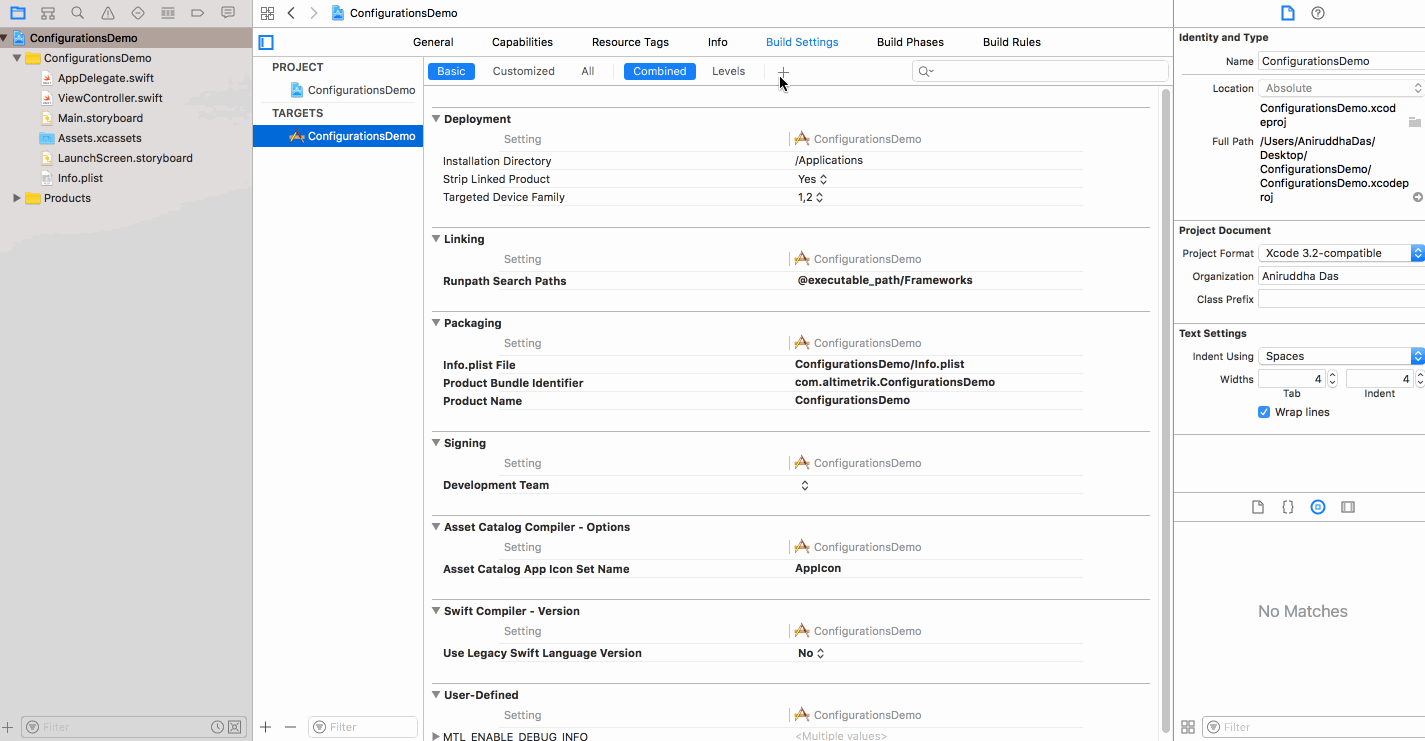 ConfigurationsDemo
ConfigurationsDemo
ConfigurationsDemo
AppDelegate.swift
ViewController.swift
Main.storyboard
Assets.xcassets
LaunchScreen.storyboard
Info.plist
Products
Filter
General Capabilities Resource Tags Info Build Settings Build Phases Build Rules
PROJECT
ConfigurationsDemo
TARGETS
ConfigurationsDemo
Filter
Basic Customized All Combined Levels
Deployment
Setting ConfigurationsDemo
Installation Directory /Applications
Strip Linked Product Yes
Targeted Device Family 1,2
Linking
Setting ConfigurationsDemo
Runpath Search Paths @executable_path/Frameworks
Packaging
Setting ConfigurationsDemo
Info.plist File ConfigurationsDemo/Info.plist
Product Bundle Identifier com.altimetrik.ConfigurationsDemo
Product Name ConfigurationsDemo
Signing
Setting ConfigurationsDemo
Development Team
Asset Catalog Compiler - Options
Setting ConfigurationsDemo
Asset Catalog App Icon Set Name AppIcon
Swift Compiler - Version
Setting ConfigurationsDemo
Use Legacy Swift Language Version No
User-Defined
Setting ConfigurationsDemo
MTL_ENABLE_DEBUG_INFO <Multiple values>
Identity and Type
Name ConfigurationsDemo
Location Absolute
ConfigurationsDemo.xcod
eproj
Full Path /Users/AniruddhaDas/
Desktop/
ConfigurationsDemo/
ConfigurationsDemo.xcodep
roj
Project Document
Project Format Xcode 3.2-compatible
Organization Aniruddha Das
Class Prefix
Text Settings
Indent Using Spaces
Widths 4 4
Tab Indent
Wrap lines
No Matches
Filter